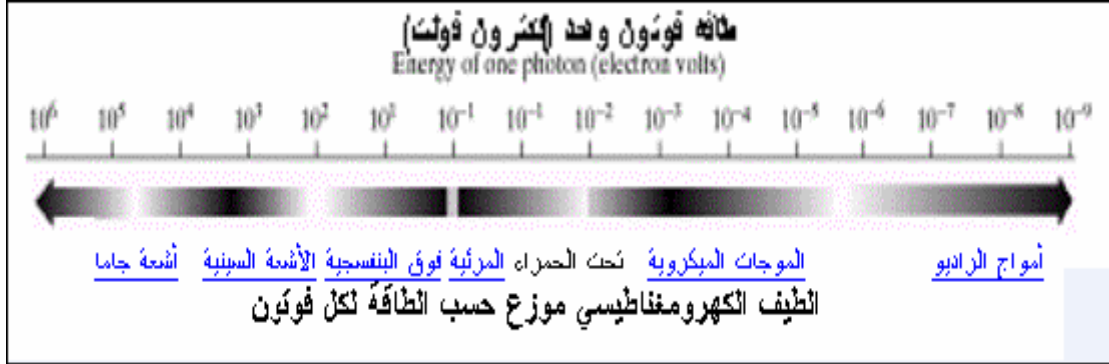 طاقة فوتون واحد (إلكترون فولت)
Energy of one photon (electron volts)
10⁶ 10⁵ 10⁴ 10³ 10² 10¹ 10⁻¹ 10⁻¹ 10⁻² 10⁻³ 10⁻⁴ 10⁻⁵ 10⁻⁶ 10⁻⁷ 10⁻⁸ 10⁻⁹
أمواج الراديو الموجات الميكروية تحت الحمراء المرئية فوق البنفسجية الأشعة السينية أشعة جاما
الطيف الكهرومغناطيسي موزع حسب الطاقة لكل فوتون